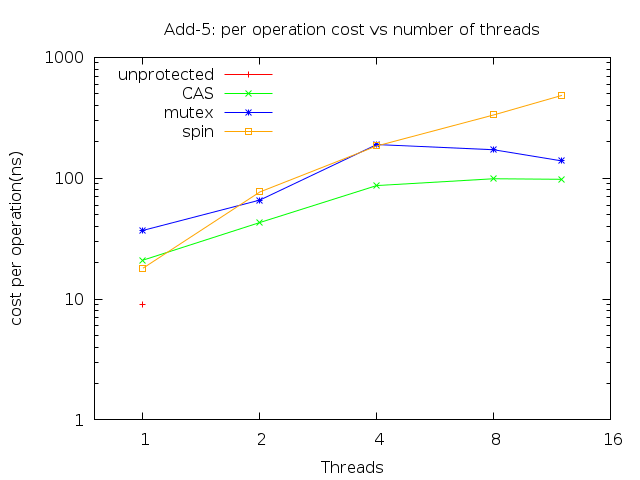 Add-5: per operation cost vs number of threads
1000
100
10
1
cost per operation(ns)
unprotected
CAS
mutex
spin
1 2 4 8 16
Threads